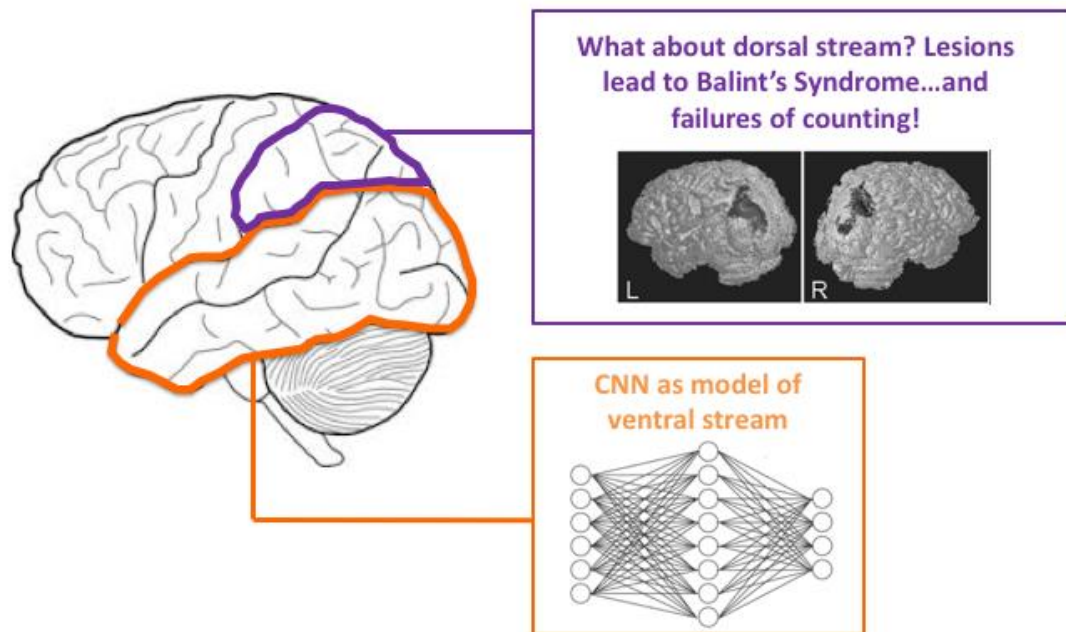 What about dorsal stream? Lesions
lead to Balint's Syndrome...and
failures of counting!
L
R
CNN as model of
ventral stream